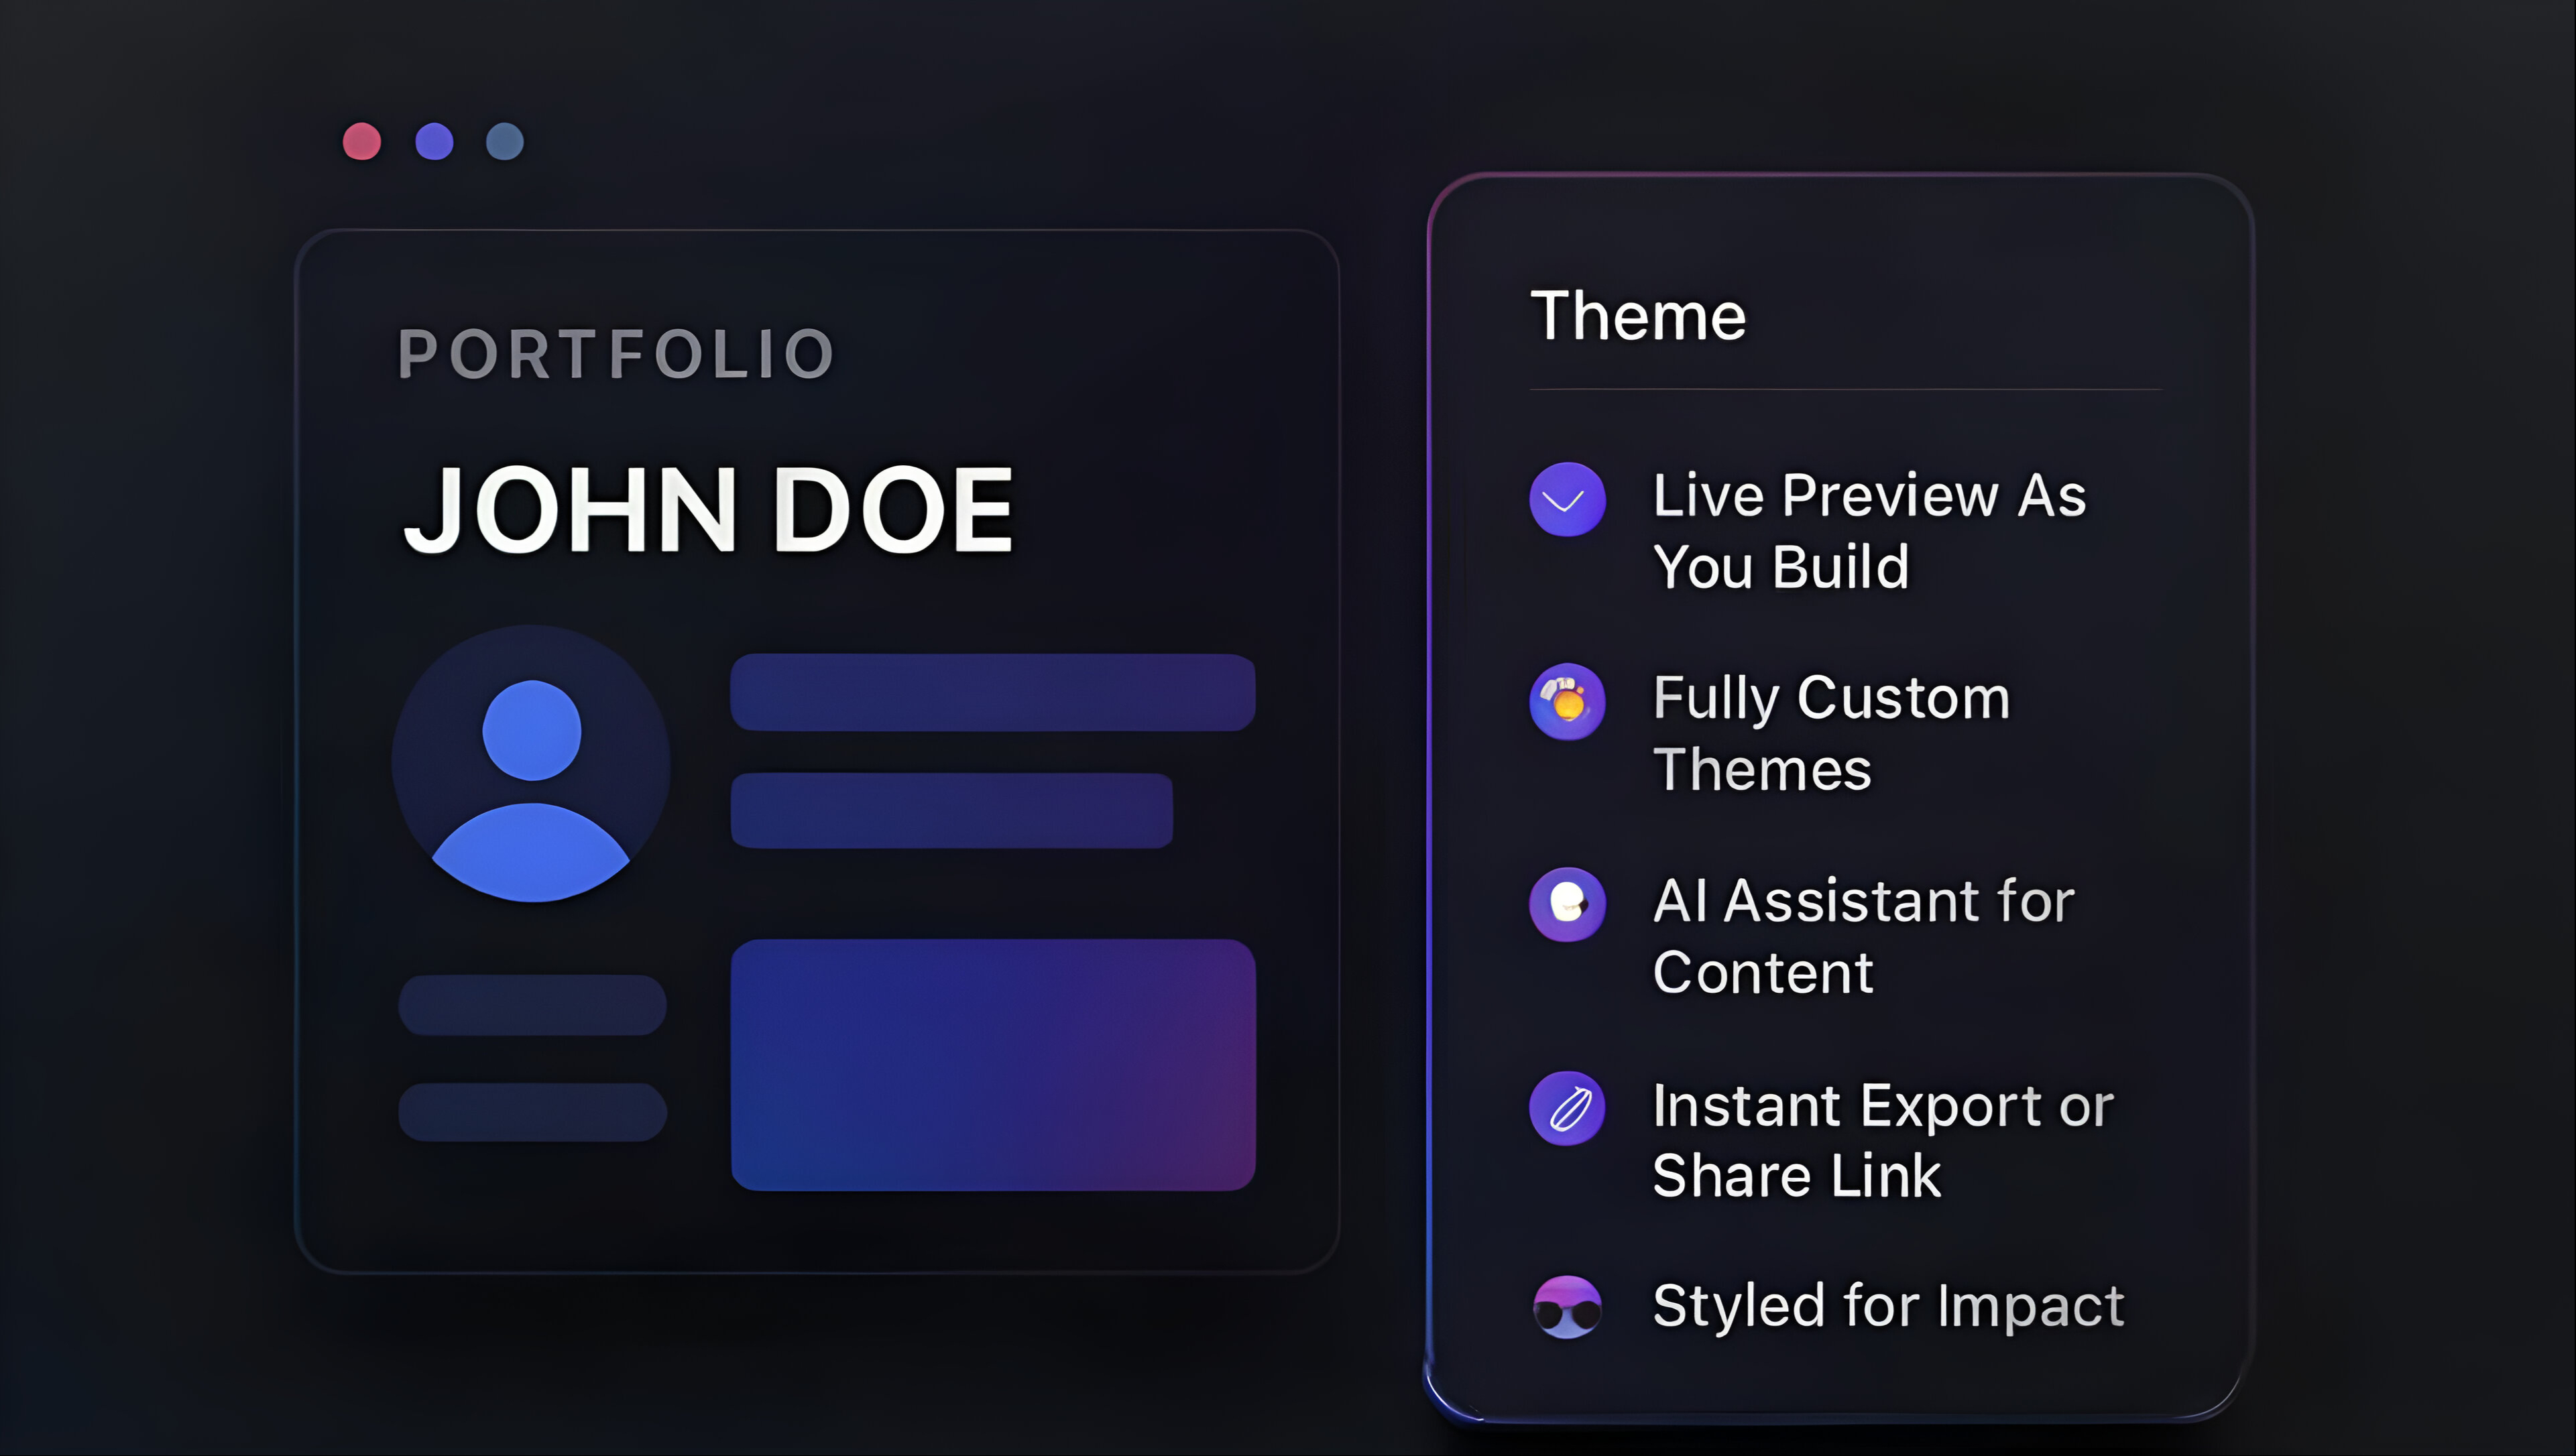 PORTFOLIO
JOHN DOE
Theme
Live Preview As
You Build
Fully Custom
Themes
AI Assistant for
Content
Instant Export or
Share Link
Styled for Impact